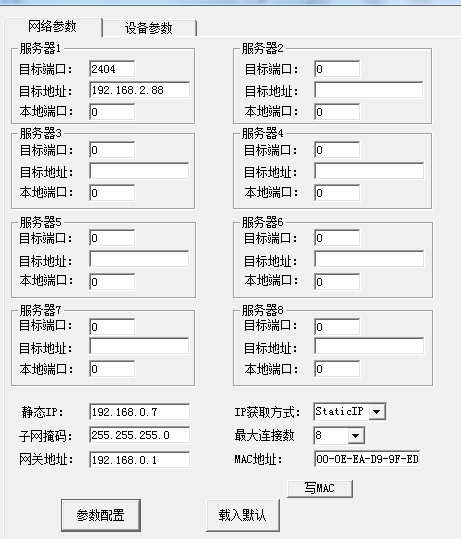 网络参数 设备参数
服务器1 服务器2
目标端口: 2404 目标端口: 0
目标地址: 192.168.2.88 目标地址:
本地端口: 0 本地端口: 0
服务器3 服务器4
目标端口: 0 目标端口: 0
目标地址: 目标地址:
本地端口: 0 本地端口: 0
服务器5 服务器6
目标端口: 0 目标端口: 0
目标地址: 目标地址:
本地端口: 0 本地端口: 0
服务器7 服务器8
目标端口: 0 目标端口: 0
目标地址: 目标地址:
本地端口: 0 本地端口: 0
静态IP: 192.168.0.7 IP获取方式: StaticIP
子网掩码: 255.255.255.0 最大连接数 8
网关地址: 192.168.0.1 MAC地址: 00-0E-EA-D9-9F-ED
写MAC
参数配置 载入默认